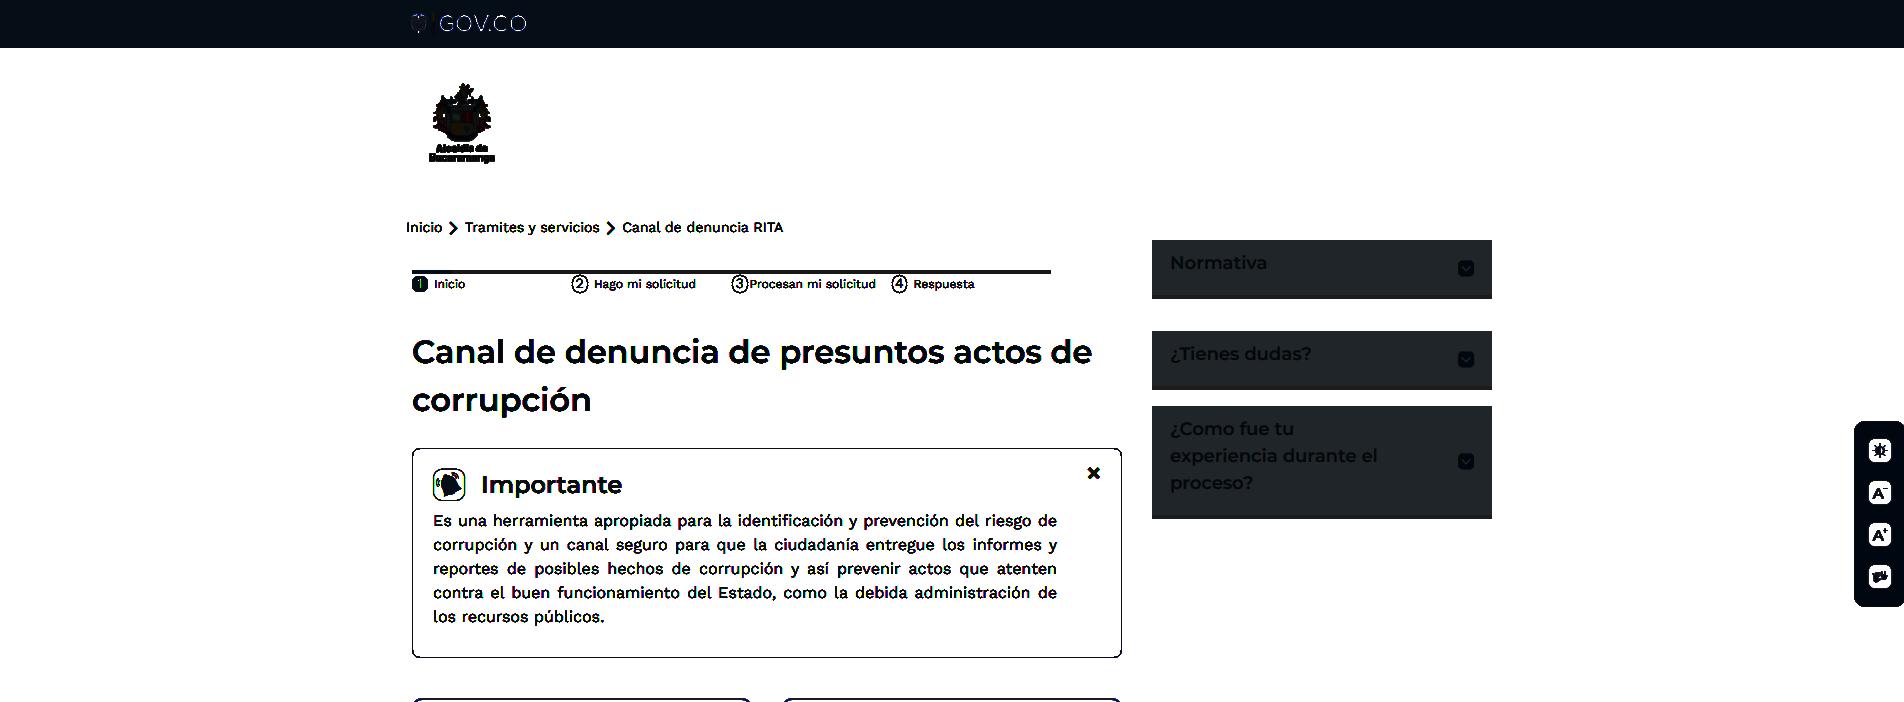 GOV.CO
Alcaldía de
Bucaramanga
Inicio > Tramites y servicios > Canal de denuncia RITA
1 Inicio 2 Hago mi solicitud 3 Procesan mi solicitud 4 Respuesta
Canal de denuncia de presuntos actos de
corrupción
Importante
Es una herramienta apropiada para la identificación y prevención del riesgo de
corrupción y un canal seguro para que la ciudadanía entregue los informes y
reportes de posibles hechos de corrupción y así prevenir actos que atenten
contra el buen funcionamiento del Estado, como la debida administración de
los recursos públicos.
Normativa
¿Tienes dudas?
¿Como fue tu
experiencia durante el
proceso?
A-
A+